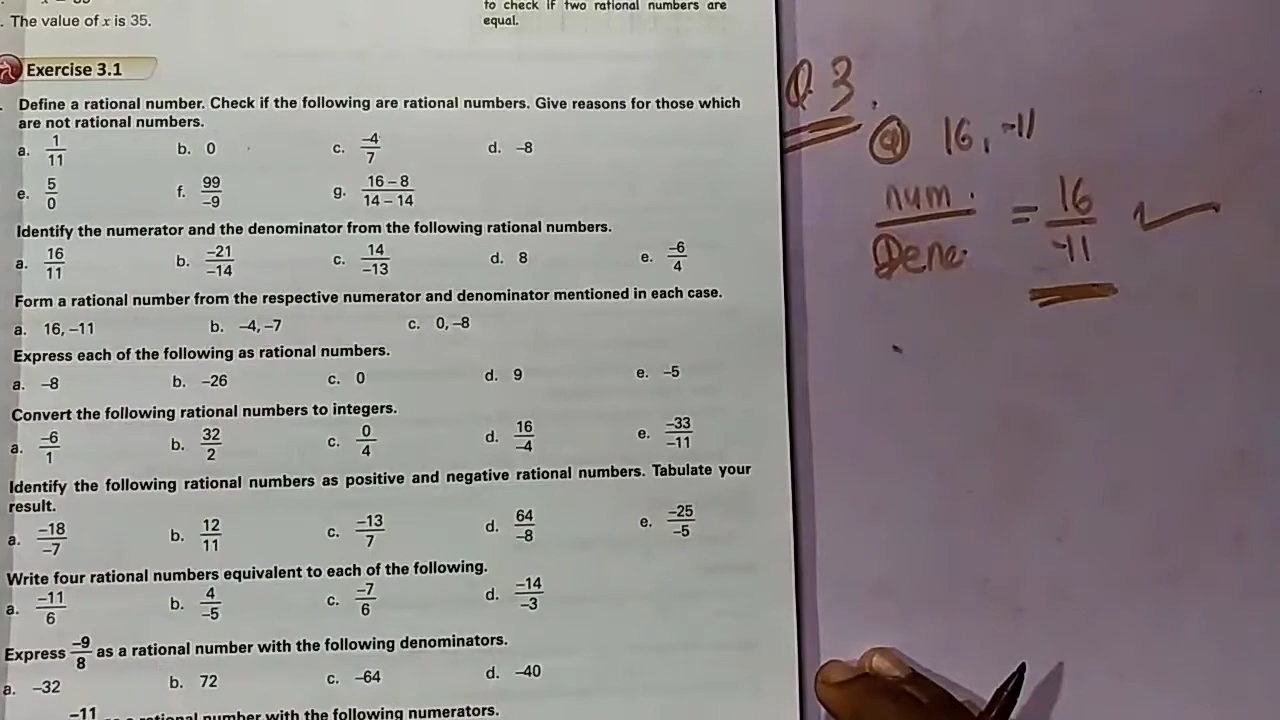 . The value of x is 35.
to check if two rational numbers are
equal.
Exercise 3.1
. Define a rational number. Check if the following are rational numbers. Give reasons for those which
are not rational numbers.
a. 1/11 b. 0 c. –4/7 d. –8
e. 5/0 f. 99/–9 g. 16 – 8/14 – 14
Identify the numerator and the denominator from the following rational numbers.
a. 16/11 b. –21/–14 c. 14/–13 d. 8 e. –6/4
Form a rational number from the respective numerator and denominator mentioned in each case.
a. 16, –11 b. –4, –7 c. 0, –8
Express each of the following as rational numbers.
a. –8 b. –26 c. 0 d. 9 e. –5
Convert the following rational numbers to integers.
a. –6/1 b. 32/2 c. 0/4 d. 16/–4 e. –33/–11
Identify the following rational numbers as positive and negative rational numbers. Tabulate your
result.
a. –18/–7 b. 12/11 c. –13/7 d. 64/–8 e. –25/–5
Write four rational numbers equivalent to each of the following.
a. –11/6 b. 4/–5 c. –7/6 d. –14/–3
Express –9/8 as a rational number with the following denominators.
a. –32 b. 72 c. –64 d. –40
–11 rational number with the following numerators.
Q 3.
a 16, -11
num. / Deno. = 16/-11